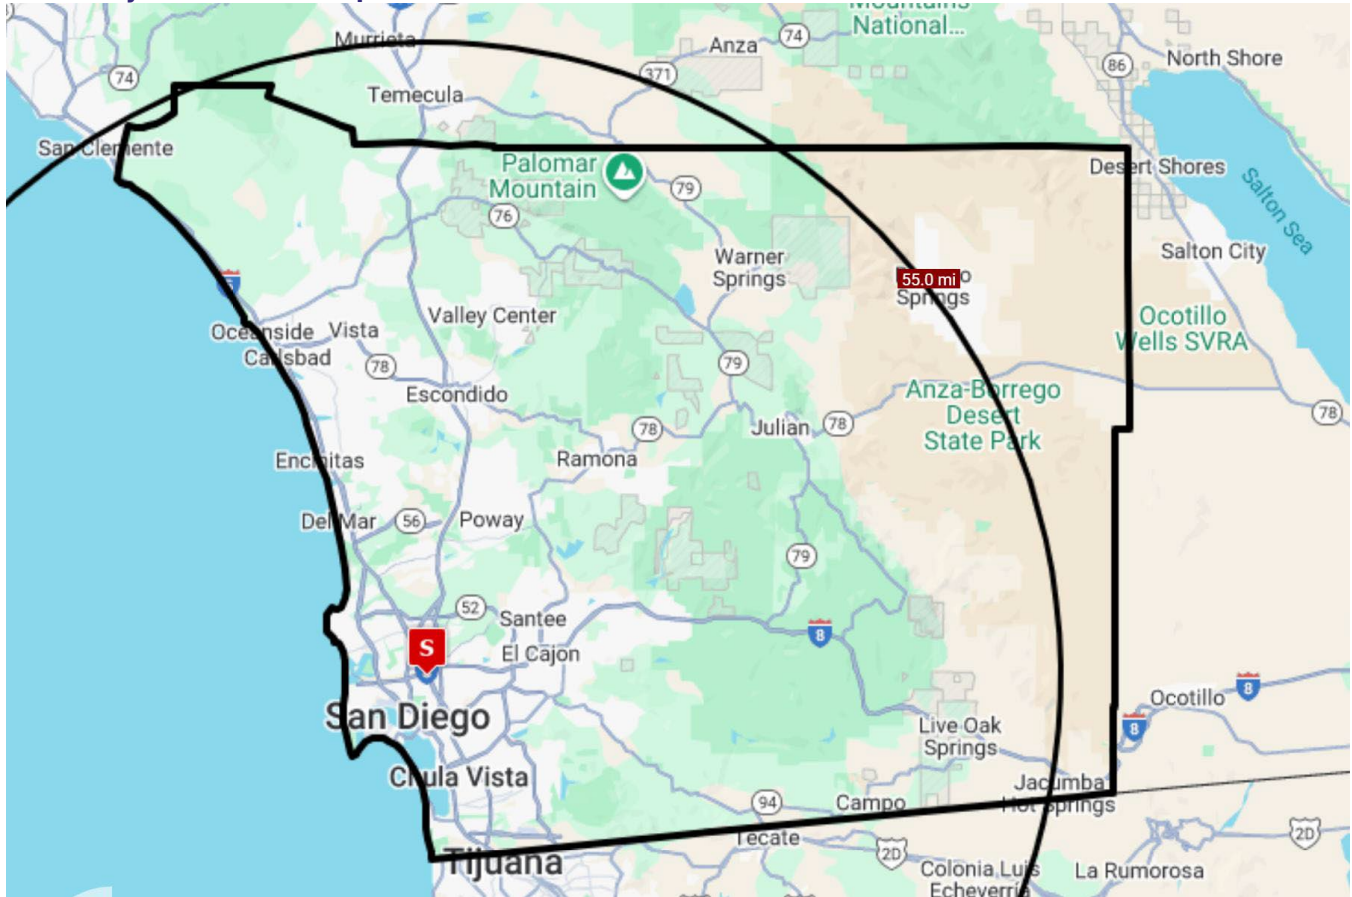 Murrieta
74
Anza
74
Mountains
National...
86
North Shore
371
Temecula
San Clemente
Palomar
Mountain
79
Desert Shores
Salton Sea
76
Warner
Springs
Salton City
55.0 mi
o
Springs
Valley Center
Ocotillo
Wells SVRA
Oceanside
Vista
Carlsbad
78
79
Escondido
Anza-Borrego
Desert
State Park
78
Julian
78
78
Encinitas
Ramona
Del Mar
56
Poway
79
52
Santee
8
S
El Cajon
8
Ocotillo
San Diego
Live Oak
Springs
8
Chula Vista
Jacumba
Hot Springs
94
Campo
Tecate
2D
2D
Tijuana
Colonia Luis
Echeverría
La Rumorosa